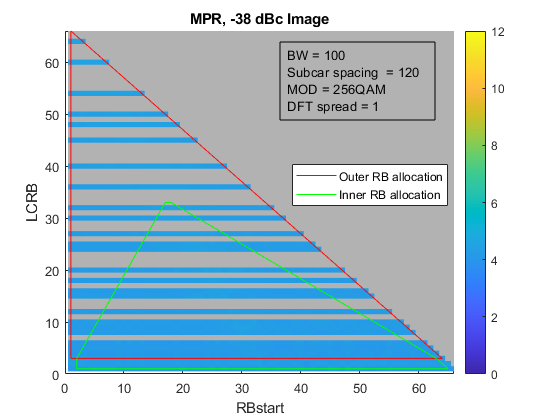 MPR, -38 dBc Image
BW = 100
Subcar spacing  = 120
MOD = 256QAM
DFT spread = 1
Outer RB allocation
Inner RB allocation
LCRB
60
50
40
30
20
10
0
0 10 20 30 40 50 60
RBstart
12
10
8
6
4
2
0